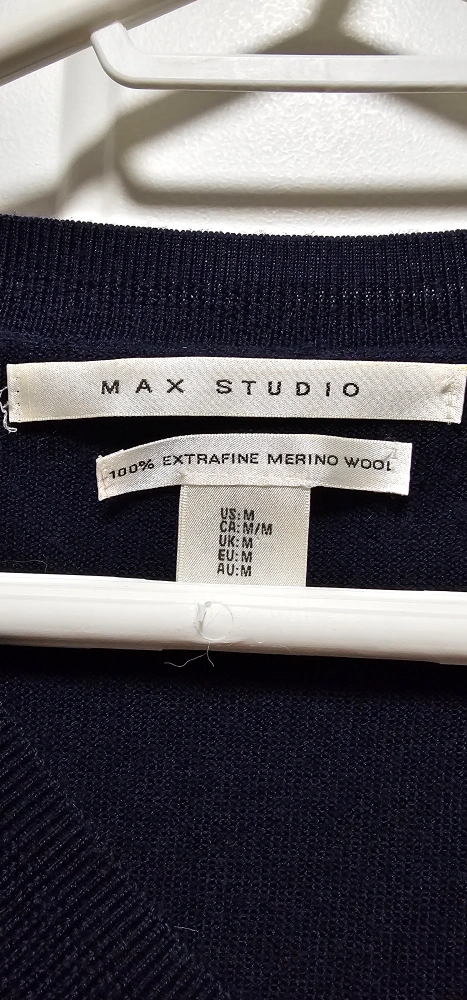 MAX STUDIO
100% EXTRAFINE MERINO WOOL
US:M
CA:M/M
UK:M
EU:M
AU:M